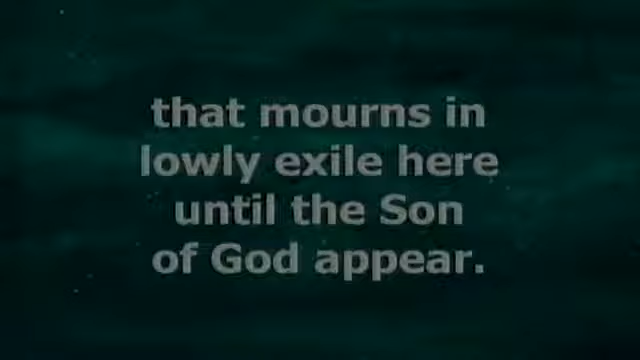 that mourns in
lowly exile here
until the Son
of God appear.